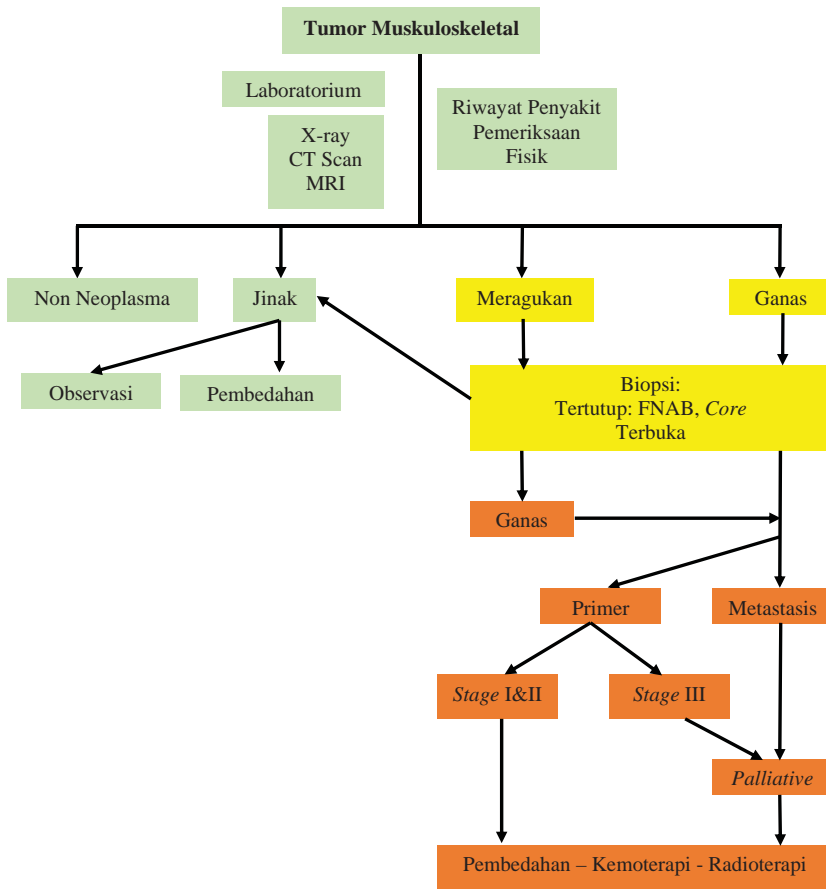 Tumor Muskuloskeletal
Laboratorium
Riwayat Penyakit
Pemeriksaan
Fisik
X-ray
CT Scan
MRI
Non Neoplasma
Jinak
Meragukan
Ganas
Observasi
Pembedahan
Biopsi:
Tertutup: FNAB, Core
Terbuka
Ganas
Primer
Metastasis
Stage I&II
Stage III
Palliative
Pembedahan – Kemoterapi - Radioterapi